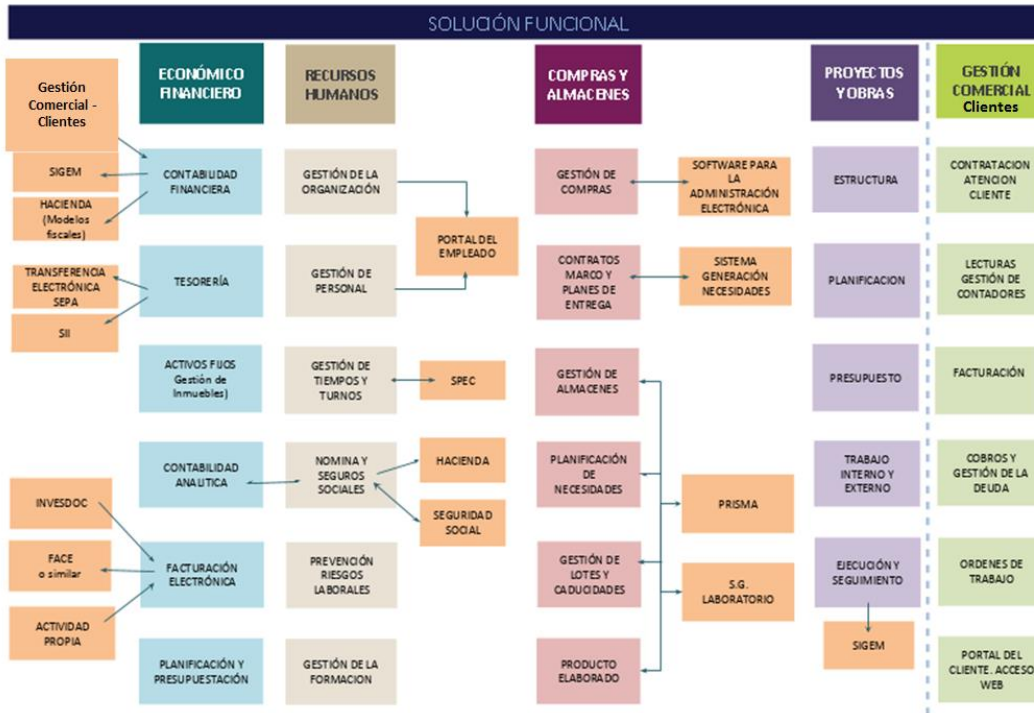 SOLUCIÓN FUNCIONAL
Gestión
Comercial -
Clientes
SIGEM
HACIENDA
(Modelos
fiscales)
TRANSFERENCIA
ELECTRÓNICA
SEPA
SII
INVESDOC
FACE
o similar
ACTIVIDAD
PROPIA
ECONÓMICO
FINANCIERO
CONTABILIDAD
FINANCIERA
TESORERÍA
ACTIVOS FIJOS
Gestión de
Inmuebles)
CONTABILIDAD
ANALITICA
FACTURACIÓN
ELECTRÓNICA
PLANIFICACIÓN Y
PRESUPUESTACIÓN
RECURSOS
HUMANOS
GESTIÓN DE LA
ORGANIZACIÓN
GESTIÓN DE
PERSONAL
GESTIÓN DE
TIEMPOS Y
TURNOS
NOMINA Y
SEGUROS
SOCIALES
PREVENCIÓN
RIESGOS
LABORALES
GESTIÓN DE LA
FORMACION
PORTAL DEL
EMPLEADO
SPEC
HACIENDA
SEGURIDAD
SOCIAL
COMPRAS Y
ALMACENES
GESTIÓN DE
COMPRAS
CONTRATOS
MARCO Y
PLANES DE
ENTREGA
GESTIÓN DE
ALMACENES
PLANIFICACIÓN
DE
NECESIDADES
GESTIÓN DE
LOTES Y
CADUCIDADES
PRODUCTO
ELABORADO
SOFTWARE PARA
LA
ADMINISTRACIÓN
ELECTRÓNICA
SISTEMA
GENERACIÓN
NECESIDADES
PRISMA
S.G.
LABORATORIO
PROYECTOS
Y OBRAS
ESTRUCTURA
PLANIFICACION
PRESUPUESTO
TRABAJO
INTERNO Y
EXTERNO
EJECUCIÓN Y
SEGUIMIENTO
SIGEM
GESTIÓN
COMERCIAL
Clientes
CONTRATACION
ATENCION
CLIENTE
LECTURAS
GESTIÓN DE
CONTADORES
FACTURACIÓN
COBROS Y
GESTIÓN DE LA
DEUDA
ORDENES DE
TRABAJO
PORTAL DEL
CLIENTE. ACCESO
WEB